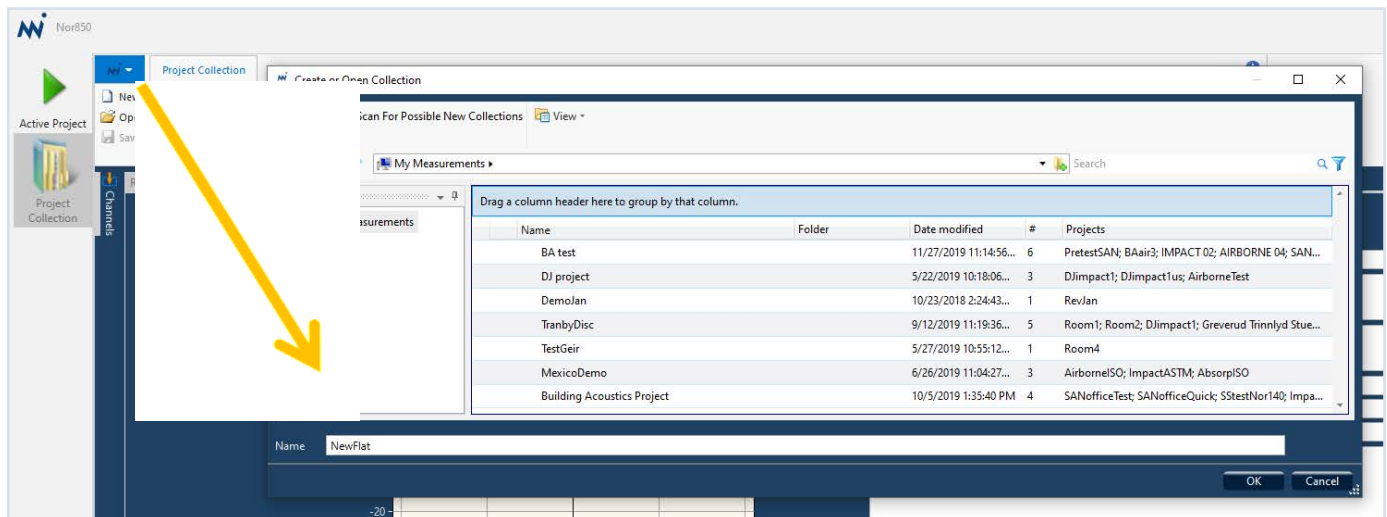 Nor850
Project Collection
Create or Open Collection
Active Project
Scan For Possible New Collections View
My Measurements
Search
Project
Collection
Channels
Drag a column header here to group by that column.
Name Folder Date modified # Projects
BA test 11/27/2019 11:14:56... 6 PretestSAN; BAair3; IMPACT 02; AIRBORNE 04; SAN...
DJ project 5/22/2019 10:18:06... 3 DJimpact1; DJimpact1us; AirborneTest
DemoJan 10/23/2018 2:24:43... 1 RevJan
TranbyDisc 9/12/2019 11:19:36... 5 Room1; Room2; DJimpact1; Greverud Trinnlyd Stue...
TestGeir 5/27/2019 10:55:12... 1 Room4
MexicoDemo 6/26/2019 11:04:27... 3 AirborneISO; ImpactASTM; AbsorpISO
Building Acoustics Project 10/5/2019 1:35:40 PM 4 SANofficeTest; SANofficeQuick; SStestNor140; Impa...
Name NewFlat
OK Cancel
-20